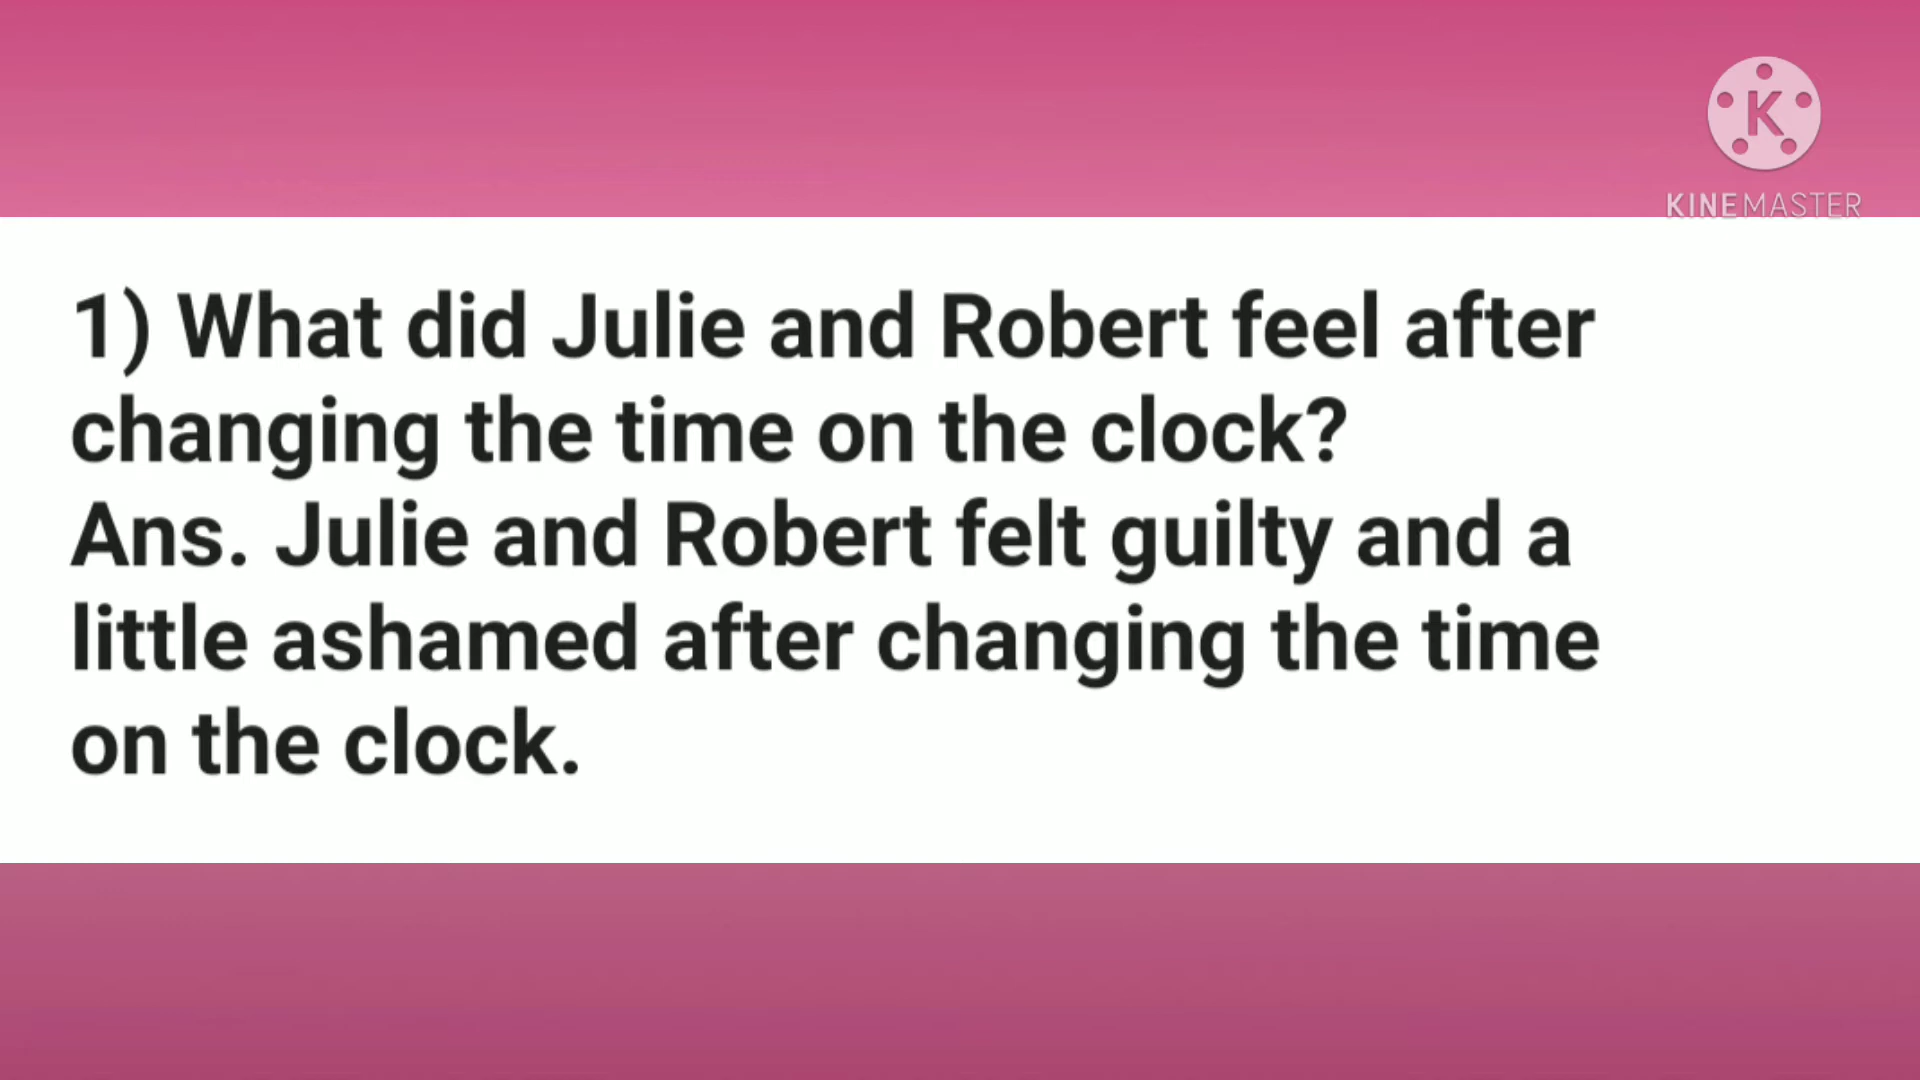 K
KINEMASTER
1) What did Julie and Robert feel after
changing the time on the clock?
Ans. Julie and Robert felt guilty and a
little ashamed after changing the time
on the clock.